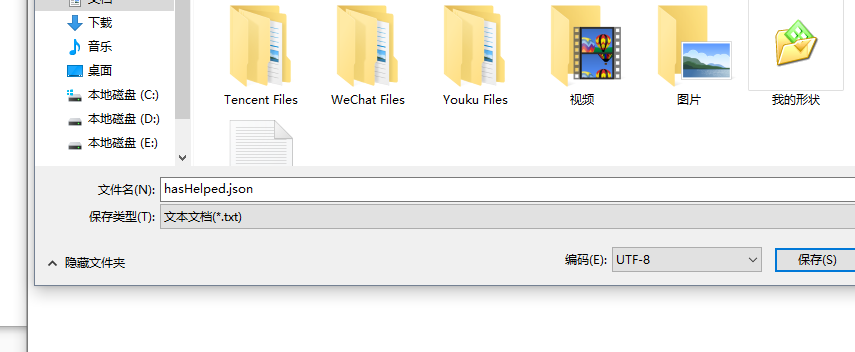 文档
下载
音乐
桌面
本地磁盘 (C:)
本地磁盘 (D:)
本地磁盘 (E:)
Tencent Files
WeChat Files
Youku Files
视频
图片
我的形状
文件名(N): hasHelped.json
保存类型(T): 文本文档(*.txt)
隐藏文件夹
编码(E): UTF-8
保存(S)